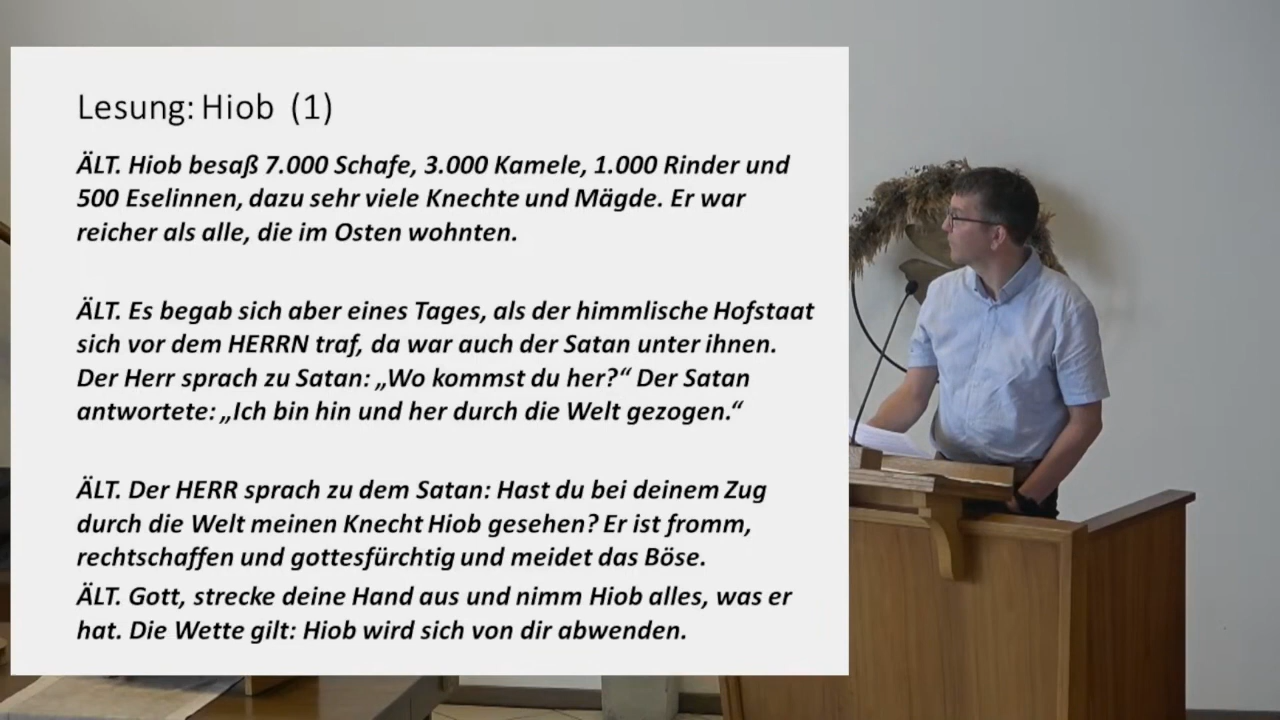 Lesung: Hiob (1)
ÄLT. Hiob besaß 7.000 Schafe, 3.000 Kamele, 1.000 Rinder und
500 Eselinnen, dazu sehr viele Knechte und Mägde. Er war
reicher als alle, die im Osten wohnten.
ÄLT. Es begab sich aber eines Tages, als der himmlische Hofstaat
sich vor dem HERRN traf, da war auch der Satan unter ihnen.
Der Herr sprach zu Satan: „Wo kommst du her?“ Der Satan
antwortete: „Ich bin hin und her durch die Welt gezogen.“
ÄLT. Der HERR sprach zu dem Satan: Hast du bei deinem Zug
durch die Welt meinen Knecht Hiob gesehen? Er ist fromm,
rechtschaffen und gottesfürchtig und meidet das Böse.
ÄLT. Gott, strecke deine Hand aus und nimm Hiob alles, was er
hat. Die Wette gilt: Hiob wird sich von dir abwenden.